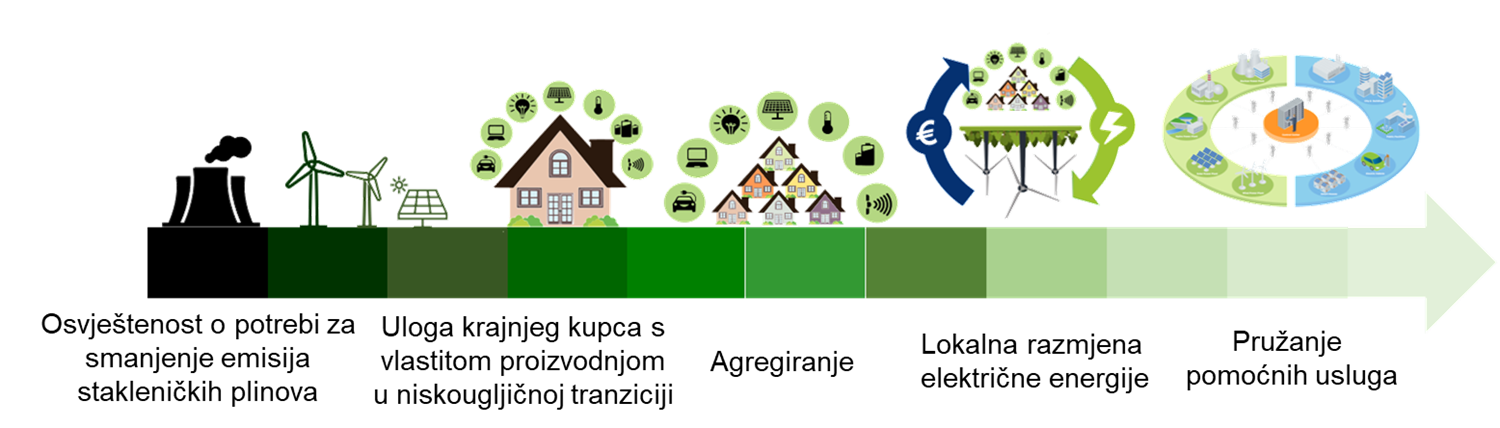 Osvještenost o potrebi za
smanjenje emisija
stakleničkih plinova
Uloga krajnjeg kupca s
vlastitom proizvodnjom
u niskougljičnoj tranziciji
Agregiranje
€
Lokalna razmjena
električne energije
Pružanje
pomoćnih usluga